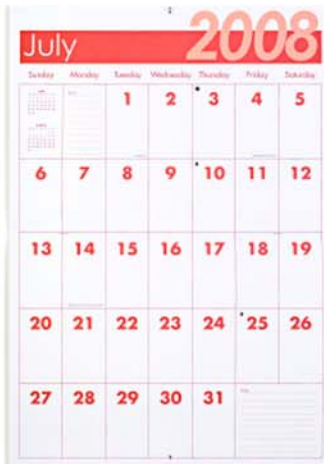 July 2008
Sunday Monday Tuesday Wednesday Thursday Friday Saturday
1 2 3 4 5
6 7 8 9 10 11 12
13 14 15 16 17 18 19
20 21 22 23 24 25 26
27 28 29 30 31